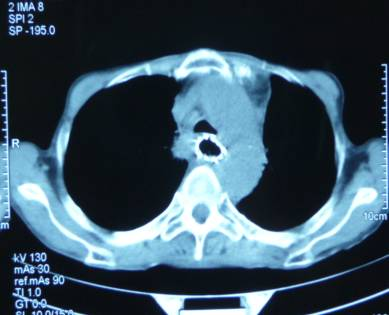 2 IMA 8
SPI 2
SP -195.0
R
10cm
kV 130
mAs 30
ref.mAs 90
TI 1.0
GT 0.0